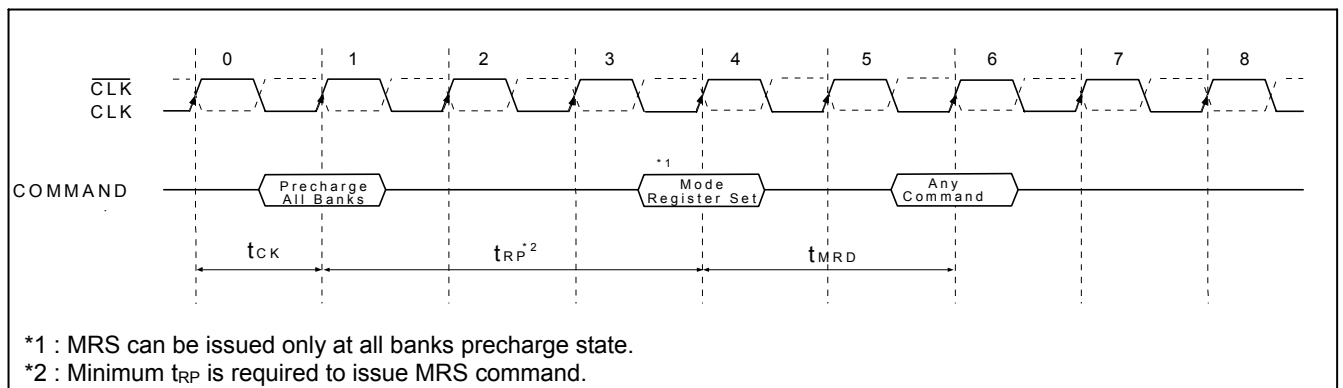 0 1 2 3 4 5 6 7 8
CLK
CLK
*1
COMMAND
Precharge
All Banks
Mode
Register Set
Any
Command
tCK
tRP*2
tMRD
*1 : MRS can be issued only at all banks precharge state.
*2 : Minimum tRP is required to issue MRS command.